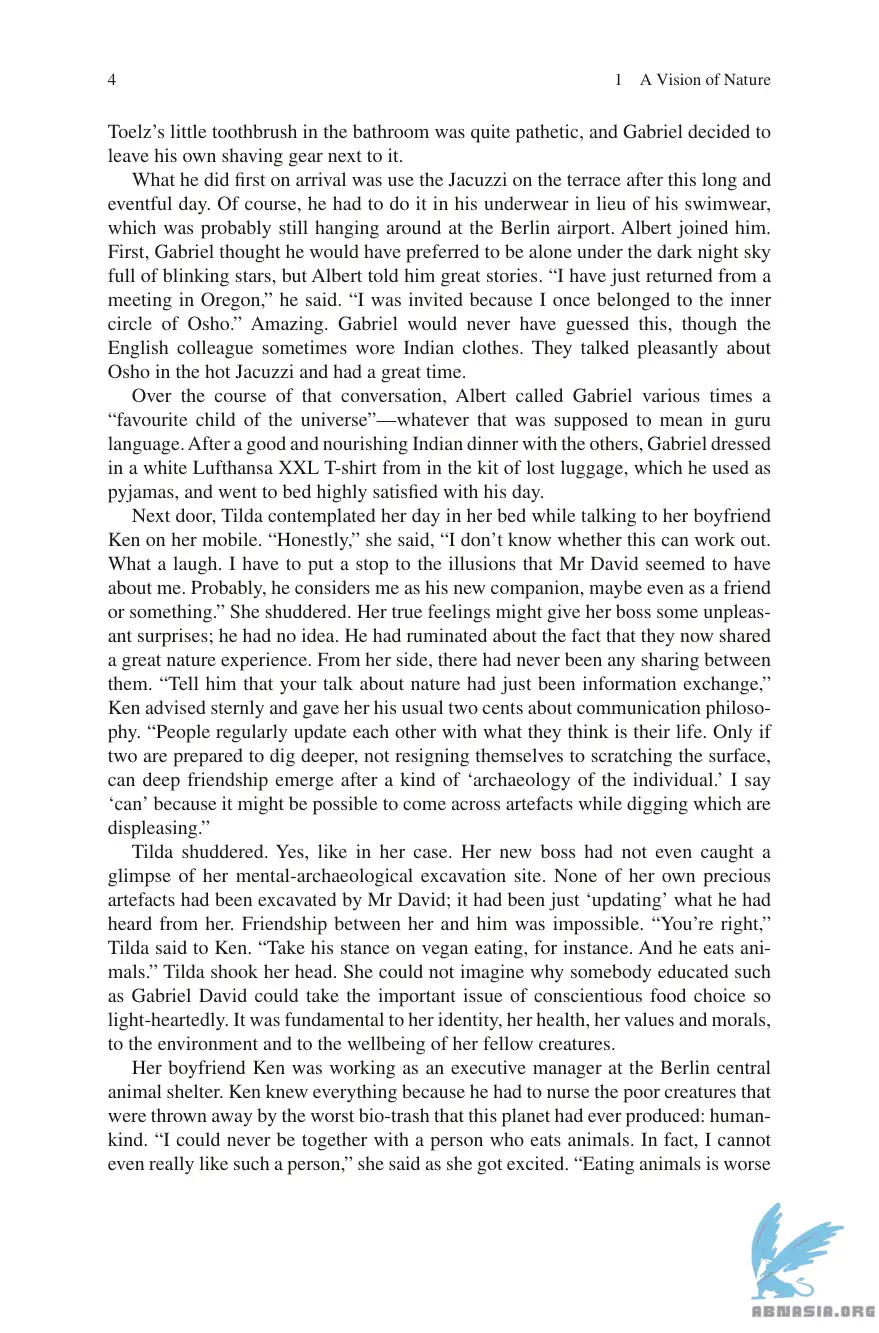 4
1 A Vision of Nature
Toelz’s little toothbrush in the bathroom was quite pathetic, and Gabriel decided to
leave his own shaving gear next to it.
What he did first on arrival was use the Jacuzzi on the terrace after this long and
eventful day. Of course, he had to do it in his underwear in lieu of his swimwear,
which was probably still hanging around at the Berlin airport. Albert joined him.
First, Gabriel thought he would have preferred to be alone under the dark night sky
full of blinking stars, but Albert told him great stories. “I have just returned from a
meeting in Oregon,” he said. “I was invited because I once belonged to the inner
circle of Osho.” Amazing. Gabriel would never have guessed this, though the
English colleague sometimes wore Indian clothes. They talked pleasantly about
Osho in the hot Jacuzzi and had a great time.
Over the course of that conversation, Albert called Gabriel various times a
“favourite child of the universe”—whatever that was supposed to mean in guru
language. After a good and nourishing Indian dinner with the others, Gabriel dressed
in a white Lufthansa XXL T-shirt from in the kit of lost luggage, which he used as
pyjamas, and went to bed highly satisfied with his day.
Next door, Tilda contemplated her day in her bed while talking to her boyfriend
Ken on her mobile. “Honestly,” she said, “I don’t know whether this can work out.
What a laugh. I have to put a stop to the illusions that Mr David seemed to have
about me. Probably, he considers me as his new companion, maybe even as a friend
or something.” She shuddered. Her true feelings might give her boss some unpleas-
ant surprises; he had no idea. He had ruminated about the fact that they now shared
a great nature experience. From her side, there had never been any sharing between
them. “Tell him that your talk about nature had just been information exchange,”
Ken advised sternly and gave her his usual two cents about communication philoso-
phy. “People regularly update each other with what they think is their life. Only if
two are prepared to dig deeper, not resigning themselves to scratching the surface,
can deep friendship emerge after a kind of ‘archaeology of the individual.’ I say
‘can’ because it might be possible to come across artefacts while digging which are
displeasing.”
Tilda shuddered. Yes, like in her case. Her new boss had not even caught a
glimpse of her mental-archaeological excavation site. None of her own precious
artefacts had been excavated by Mr David; it had been just ‘updating’ what he had
heard from her. Friendship between her and him was impossible. “You’re right,”
Tilda said to Ken. “Take his stance on vegan eating, for instance. And he eats ani-
mals.” Tilda shook her head. She could not imagine why somebody educated such
as Gabriel David could take the important issue of conscientious food choice so
light-heartedly. It was fundamental to her identity, her health, her values and morals,
to the environment and to the wellbeing of her fellow creatures.
Her boyfriend Ken was working as an executive manager at the Berlin central
animal shelter. Ken knew everything because he had to nurse the poor creatures that
were thrown away by the worst bio-trash that this planet had ever produced: human-
kind. “I could never be together with a person who eats animals. In fact, I cannot
even really like such a person,” she said as she got excited. “Eating animals is worse
ABNASIA.ORG